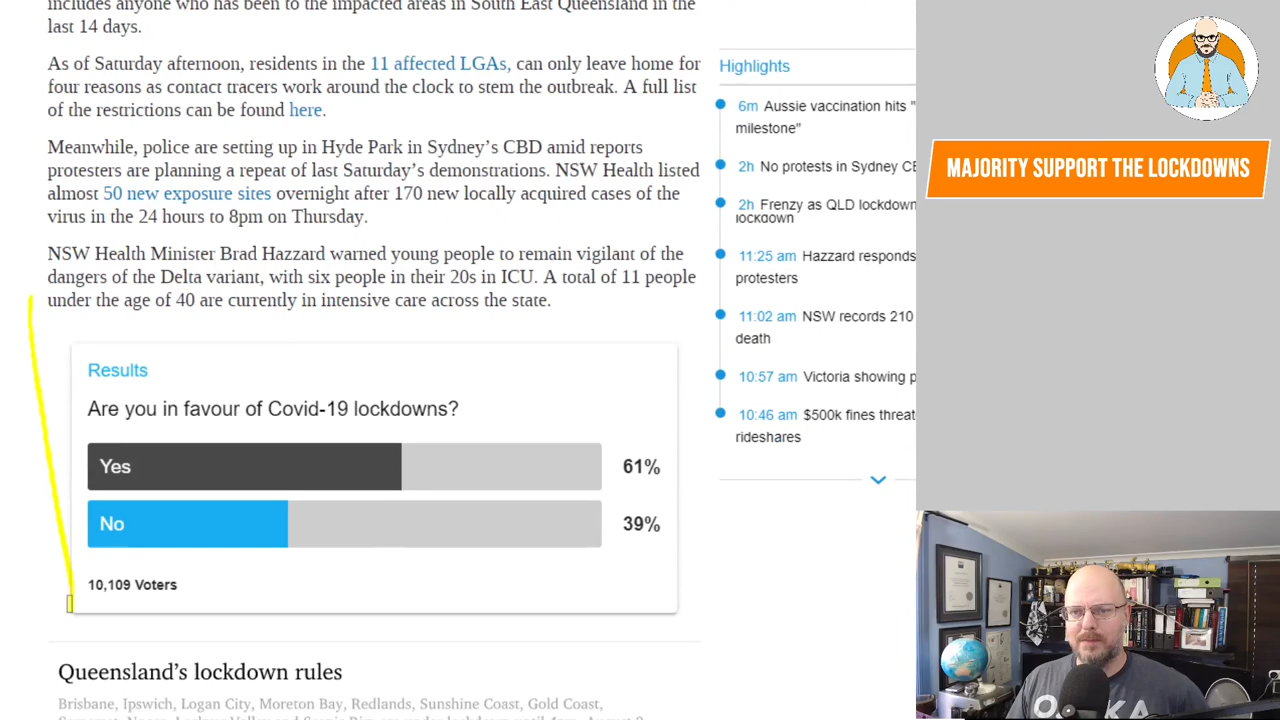 includes anyone who has been to the impacted areas in South East Queensland in the
last 14 days.
As of Saturday afternoon, residents in the 11 affected LGAs, can only leave home for
four reasons as contact tracers work around the clock to stem the outbreak. A full list
of the restrictions can be found here.
Meanwhile, police are setting up in Hyde Park in Sydney’s CBD amid reports
protesters are planning a repeat of last Saturday’s demonstrations. NSW Health listed
almost 50 new exposure sites overnight after 170 new locally acquired cases of the
virus in the 24 hours to 8pm on Thursday.
NSW Health Minister Brad Hazzard warned young people to remain vigilant of the
dangers of the Delta variant, with six people in their 20s in ICU. A total of 11 people
under the age of 40 are currently in intensive care across the state.
Results
Are you in favour of Covid-19 lockdowns?
Yes 61%
No 39%
10,109 Voters
Queensland’s lockdown rules
Brisbane, Ipswich, Logan City, Moreton Bay, Redlands, Sunshine Coast, Gold Coast,
Highlights
6m Aussie vaccination hits "
milestone"
2h No protests in Sydney CB
2h Frenzy as QLD lockdown
lockdown
11:25 am Hazzard responds
protesters
11:02 am NSW records 210
death
10:57 am Victoria showing p
10:46 am $500k fines threat
rideshares
MAJORITY SUPPORT THE LOCKDOWNS